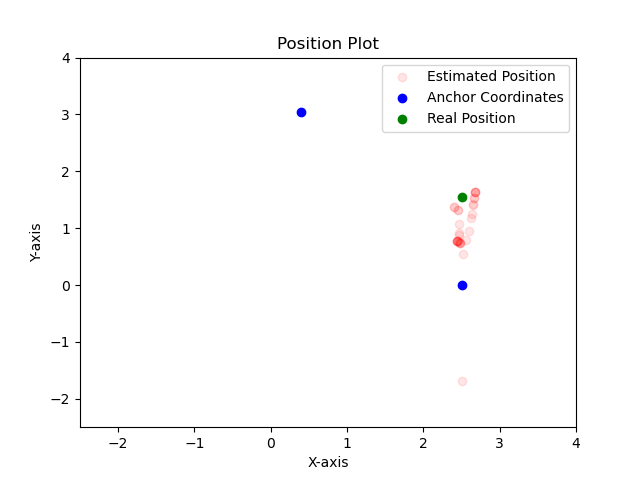 Position Plot
Estimated Position
Anchor Coordinates
Real Position
Y-axis
4
3
2
1
0
−1
−2
−2 −1 0 1 2 3 4
X-axis